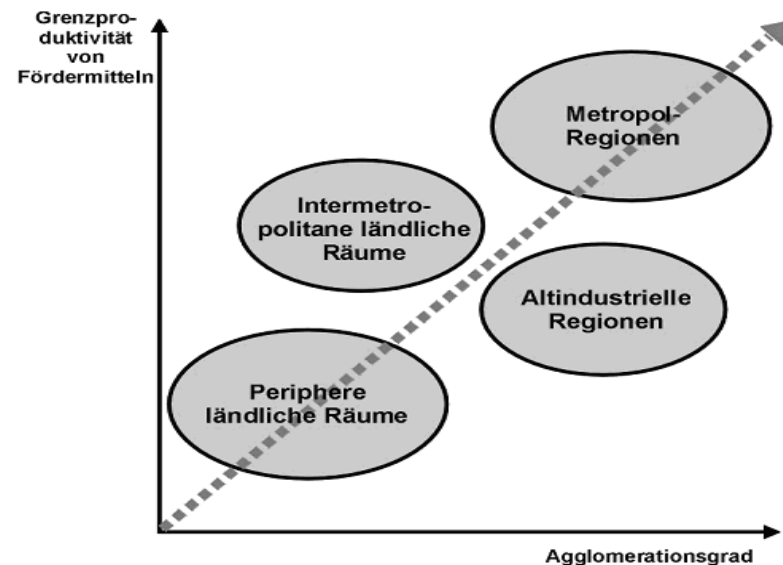 Grenzpro-
duktivität
von
Fördermitteln
Metropol-
Regionen
Intermetro-
politane ländliche
Räume
Altindustrielle
Regionen
Periphere
ländliche Räume
Agglomerationsgrad